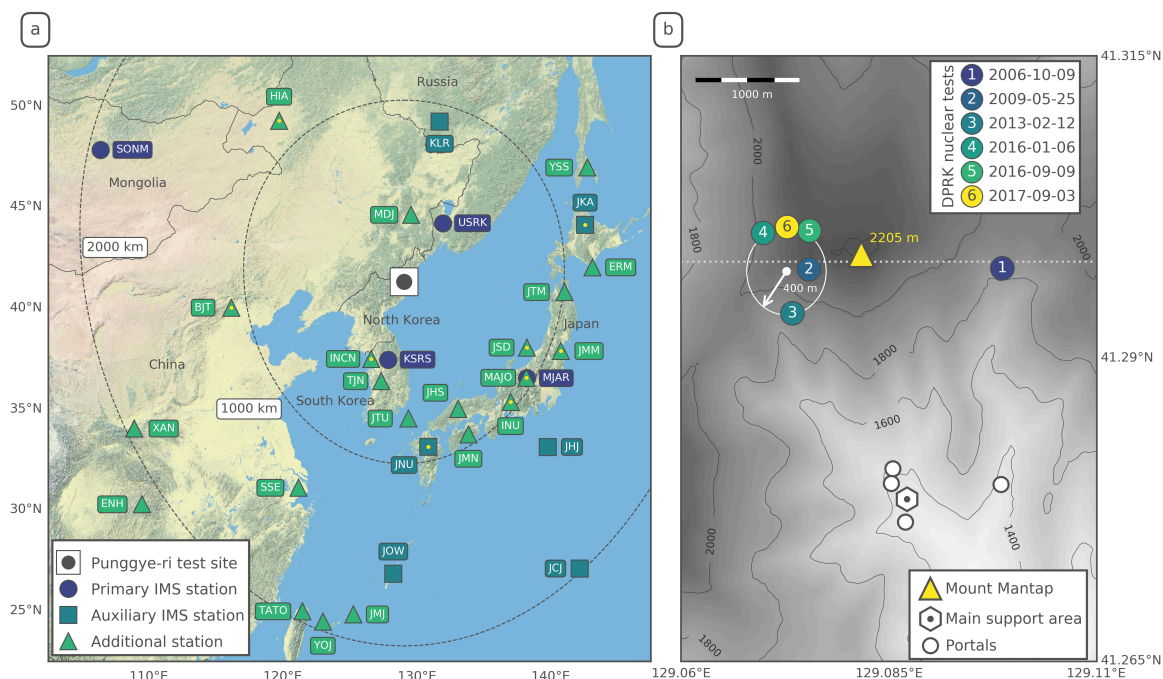 a
50°N
45°N
40°N
35°N
30°N
25°N
110°E
120°E
130°E
140°E
Russia
HIA
KLR
SONM
Mongolia
YSS
JKA
MDJ
USRK
2000 km
ERM
JTM
BJT
North Korea
Japan
China
INCN
KSRS
JSD
JMM
TJN
MAJO
MJAR
JHS
South Korea
1000 km
JTU
INU
XAN
JMN
JHJ
JNU
SSE
ENH
JOW
JCJ
TATO
JMJ
YOJ
Punggye-ri test site
Primary IMS station
Auxiliary IMS station
Additional station
b
41.315°N
41.29°N
41.265°N
129.06°E
129.085°E
129.11°E
1000 m
DPRK nuclear tests
1 2006-10-09
2 2009-05-25
3 2013-02-12
4 2016-01-06
5 2016-09-09
6 2017-09-03
2000
1800
4
6
5
2205 m
2000
2
1
400 m
3
1800
1600
2000
1400
1800
Mount Mantap
Main support area
Portals